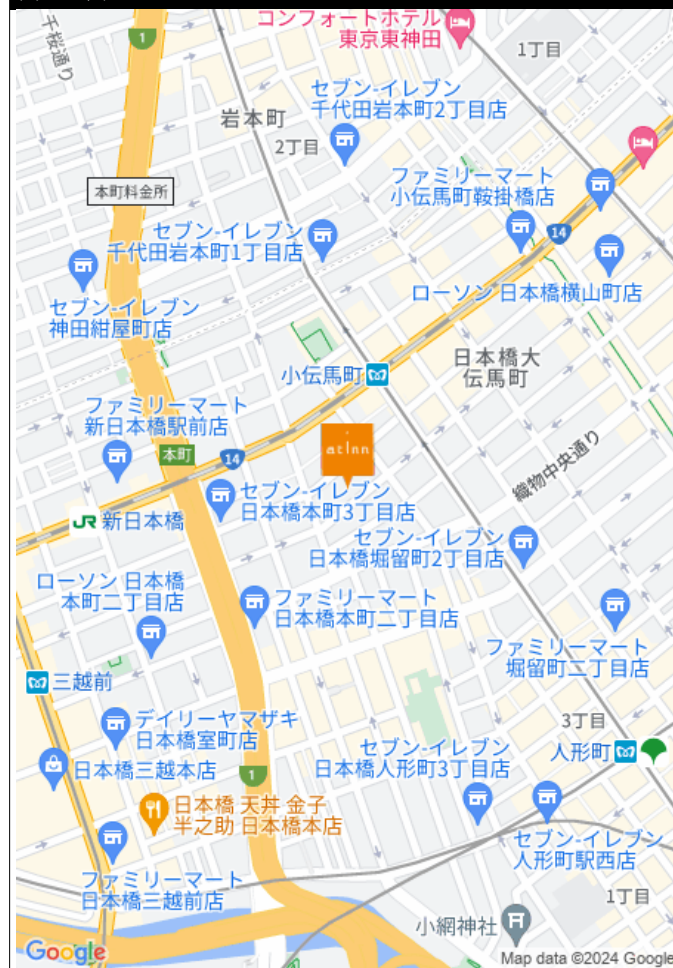 コンフォートホテル
東京東神田
千桜通り
1
1丁目
セブン-イレブン
千代田岩本町2丁目店
岩本町
2丁目
ファミリーマート
小伝馬町鞍掛橋店
本町料金所
セブン-イレブン
千代田岩本町1丁目店
14
セブン-イレブン
神田紺屋町店
ローソン 日本橋横山町店
日本橋大
伝馬町
小伝馬町
ファミリーマート
新日本橋駅前店
atInn
本町
14
織物中央通り
セブン-イレブン
日本橋本町3丁目店
JR 新日本橋
セブン-イレブン
日本橋堀留町2丁目店
ローソン 日本橋
本町二丁目店
ファミリーマート
日本橋本町二丁目店
ファミリーマート
堀留町二丁目店
三越前
デイリーヤマザキ
日本橋室町店
3丁目
人形町
セブン-イレブン
日本橋人形町3丁目店
日本橋三越本店
1
日本橋 天丼 金子
半之助 日本橋本店
セブン-イレブン
人形町駅西店
ファミリーマート
日本橋三越前店
1丁目
小網神社
Google
Map data ©2024 Google